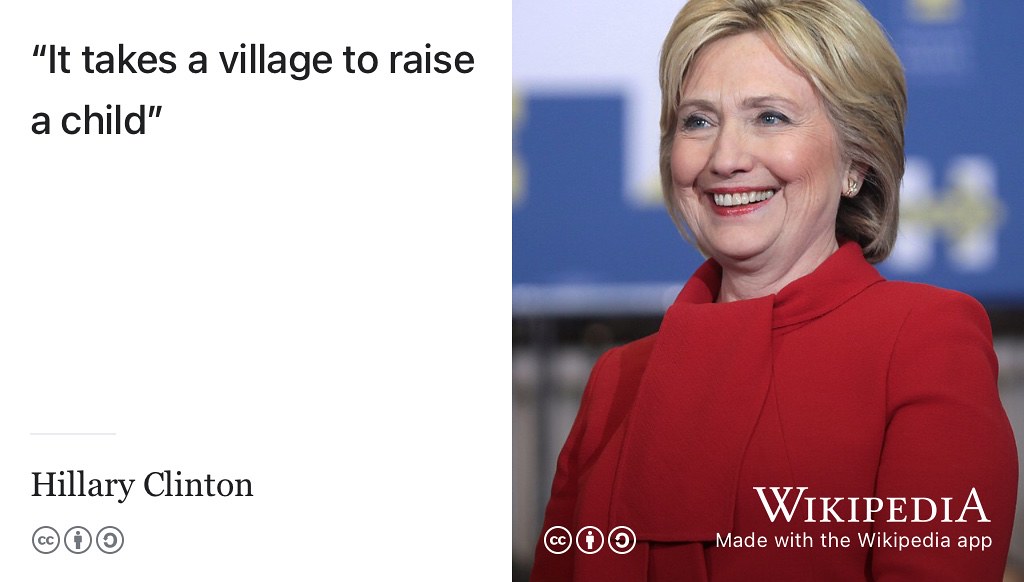 “It takes a village to raise
a child”
Hillary Clinton
WIKIPEDIA
Made with the Wikipedia app